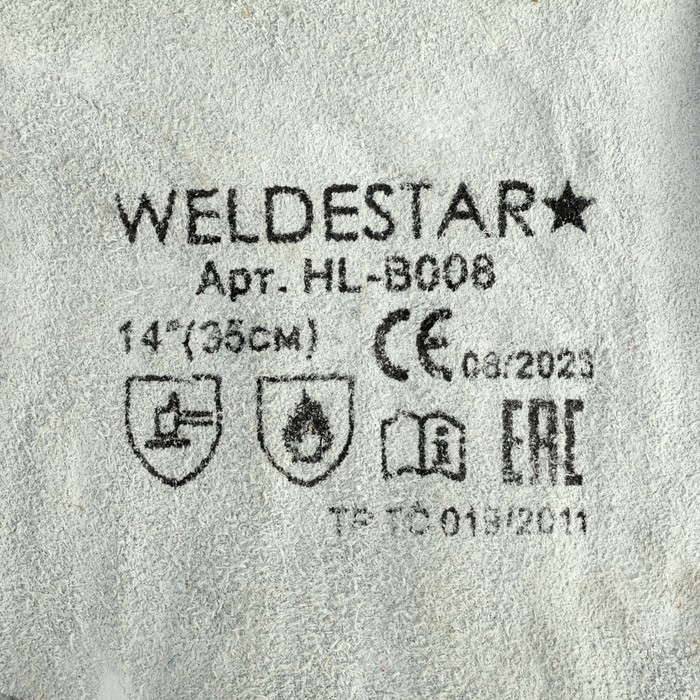 WELDESTAR★
Арт. HL-B008
14"(35см)
CE 08/2023
EAC
ТР ТС 019/2011